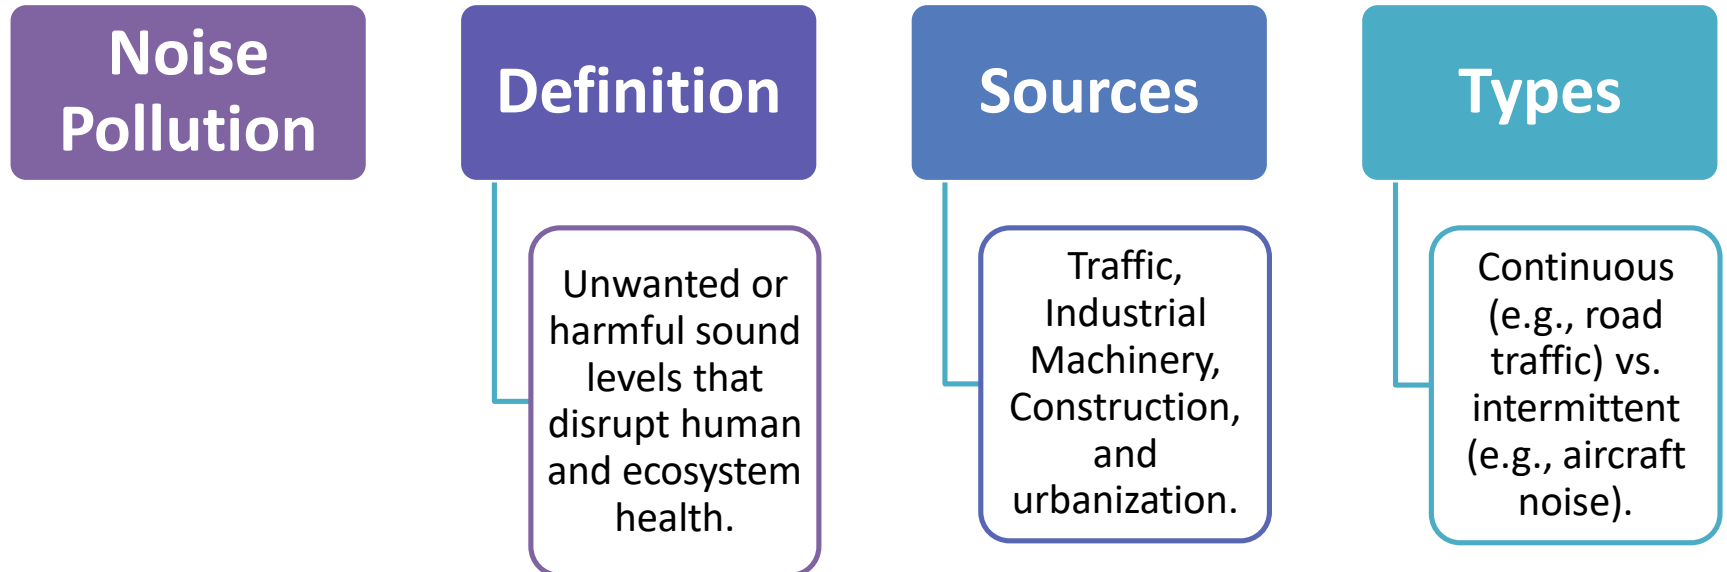 Noise
Pollution
Definition
Unwanted or
harmful sound
levels that
disrupt human
and ecosystem
health.
Sources
Traffic,
Industrial
Machinery,
Construction,
and
urbanization.
Types
Continuous
(e.g., road
traffic) vs.
intermittent
(e.g., aircraft
noise).